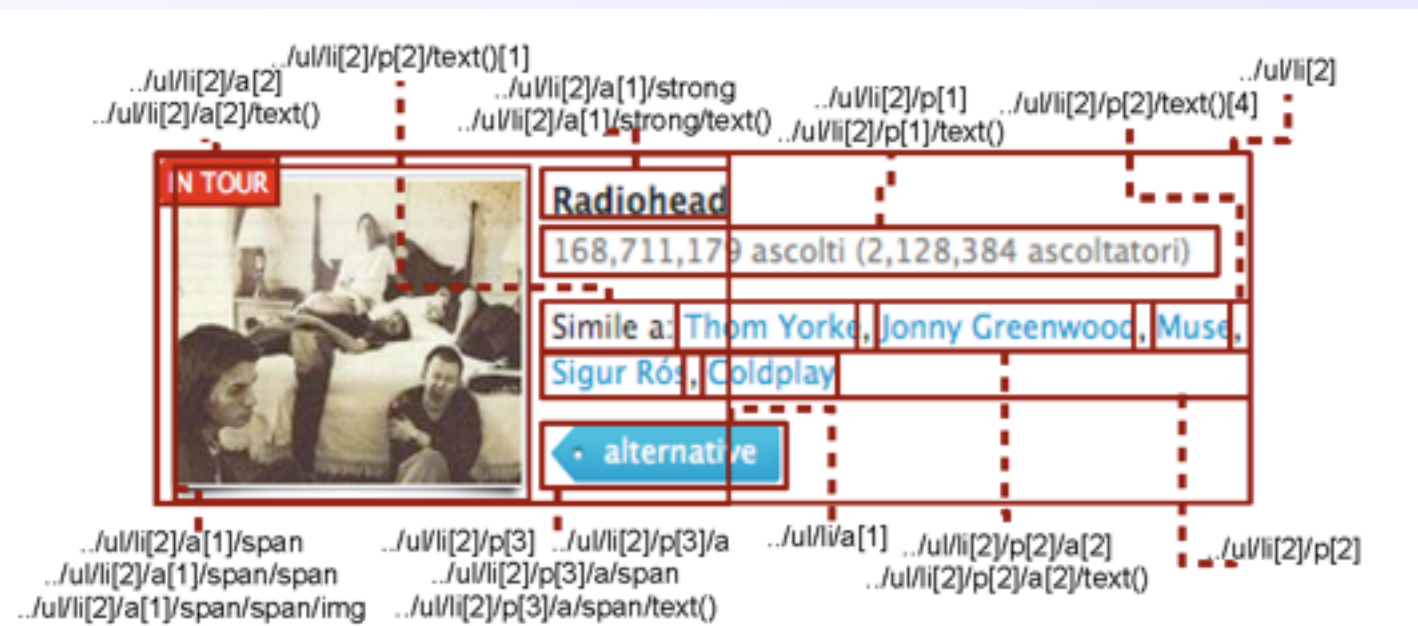 ../ul/li[2]/p[2]/text()[1]
../ul/li[2]/a[2]
../ul/li[2]/a[2]/text()
../ul/li[2]/a[1]/strong
../ul/li[2]/a[1]/strong/text()
../ul/li[2]/p[1]
../ul/li[2]/p[1]/text()
../ul/li[2]/p[2]/text()[4]
../ul/li[2]
IN TOUR
Radiohead
168,711,179 ascolti (2,128,384 ascoltatori)
Simile a: Thom Yorke, Jonny Greenwood, Muse,
Sigur Rós, Coldplay
alternative
../ul/li[2]/a[1]/span
../ul/li[2]/a[1]/span/span
../ul/li[2]/a[1]/span/span/img
../ul/li[2]/p[3] ../ul/li[2]/p[3]/a
../ul/li[2]/p[3]/a/span
../ul/li[2]/p[3]/a/span/text()
../ul/li/a[1]
../ul/li[2]/p[2]/a[2]
../ul/li[2]/p[2]/a[2]/text()
../ul/li[2]/p[2]